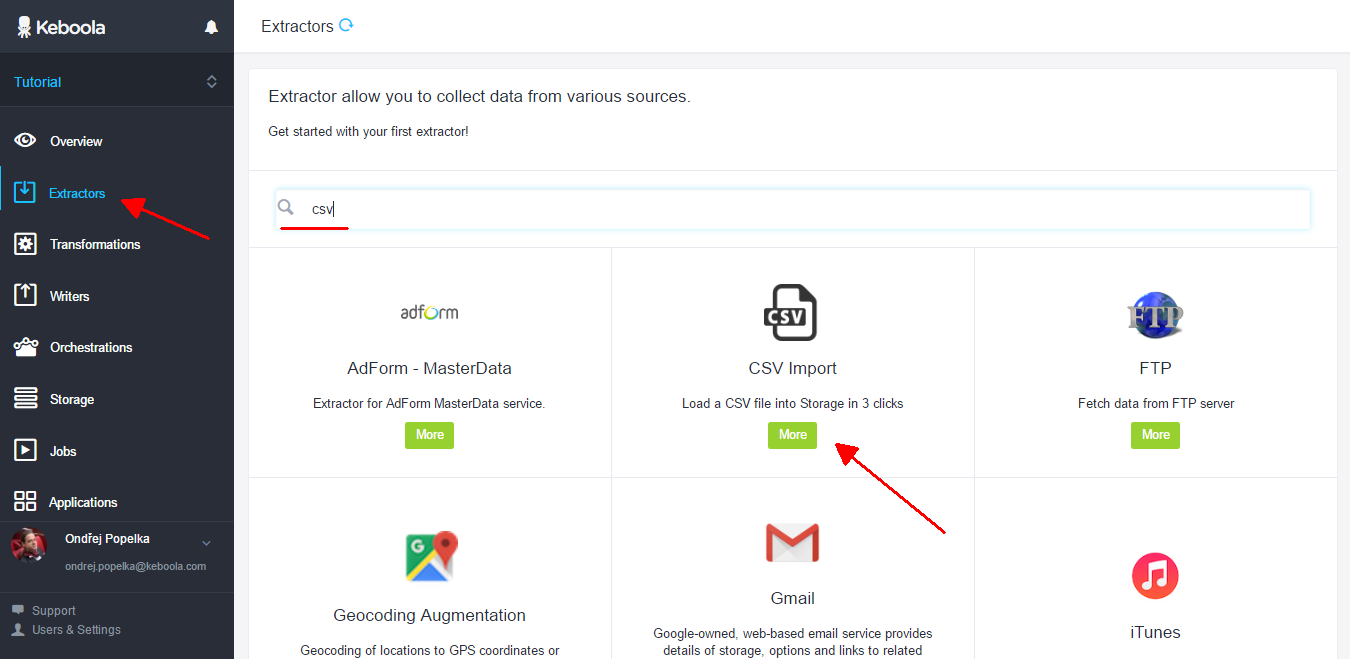 Keboola
Tutorial
Overview
Extractors
Transformations
Writers
Orchestrations
Storage
Jobs
Applications
Ondřej Popelka
ondrej.popelka@keboola.com
Support
Users & Settings
Extractors
Extractor allow you to collect data from various sources.
Get started with your first extractor!
csv
adform
AdForm - MasterData
Extractor for AdForm MasterData service.
More
CSV
CSV Import
Load a CSV file into Storage in 3 clicks
More
FTP
FTP
Fetch data from FTP server
More
G
Geocoding Augmentation
Geocoding of locations to GPS coordinates or
Gmail
Google-owned, web-based email service provides
details of storage, options and links to related
iTunes